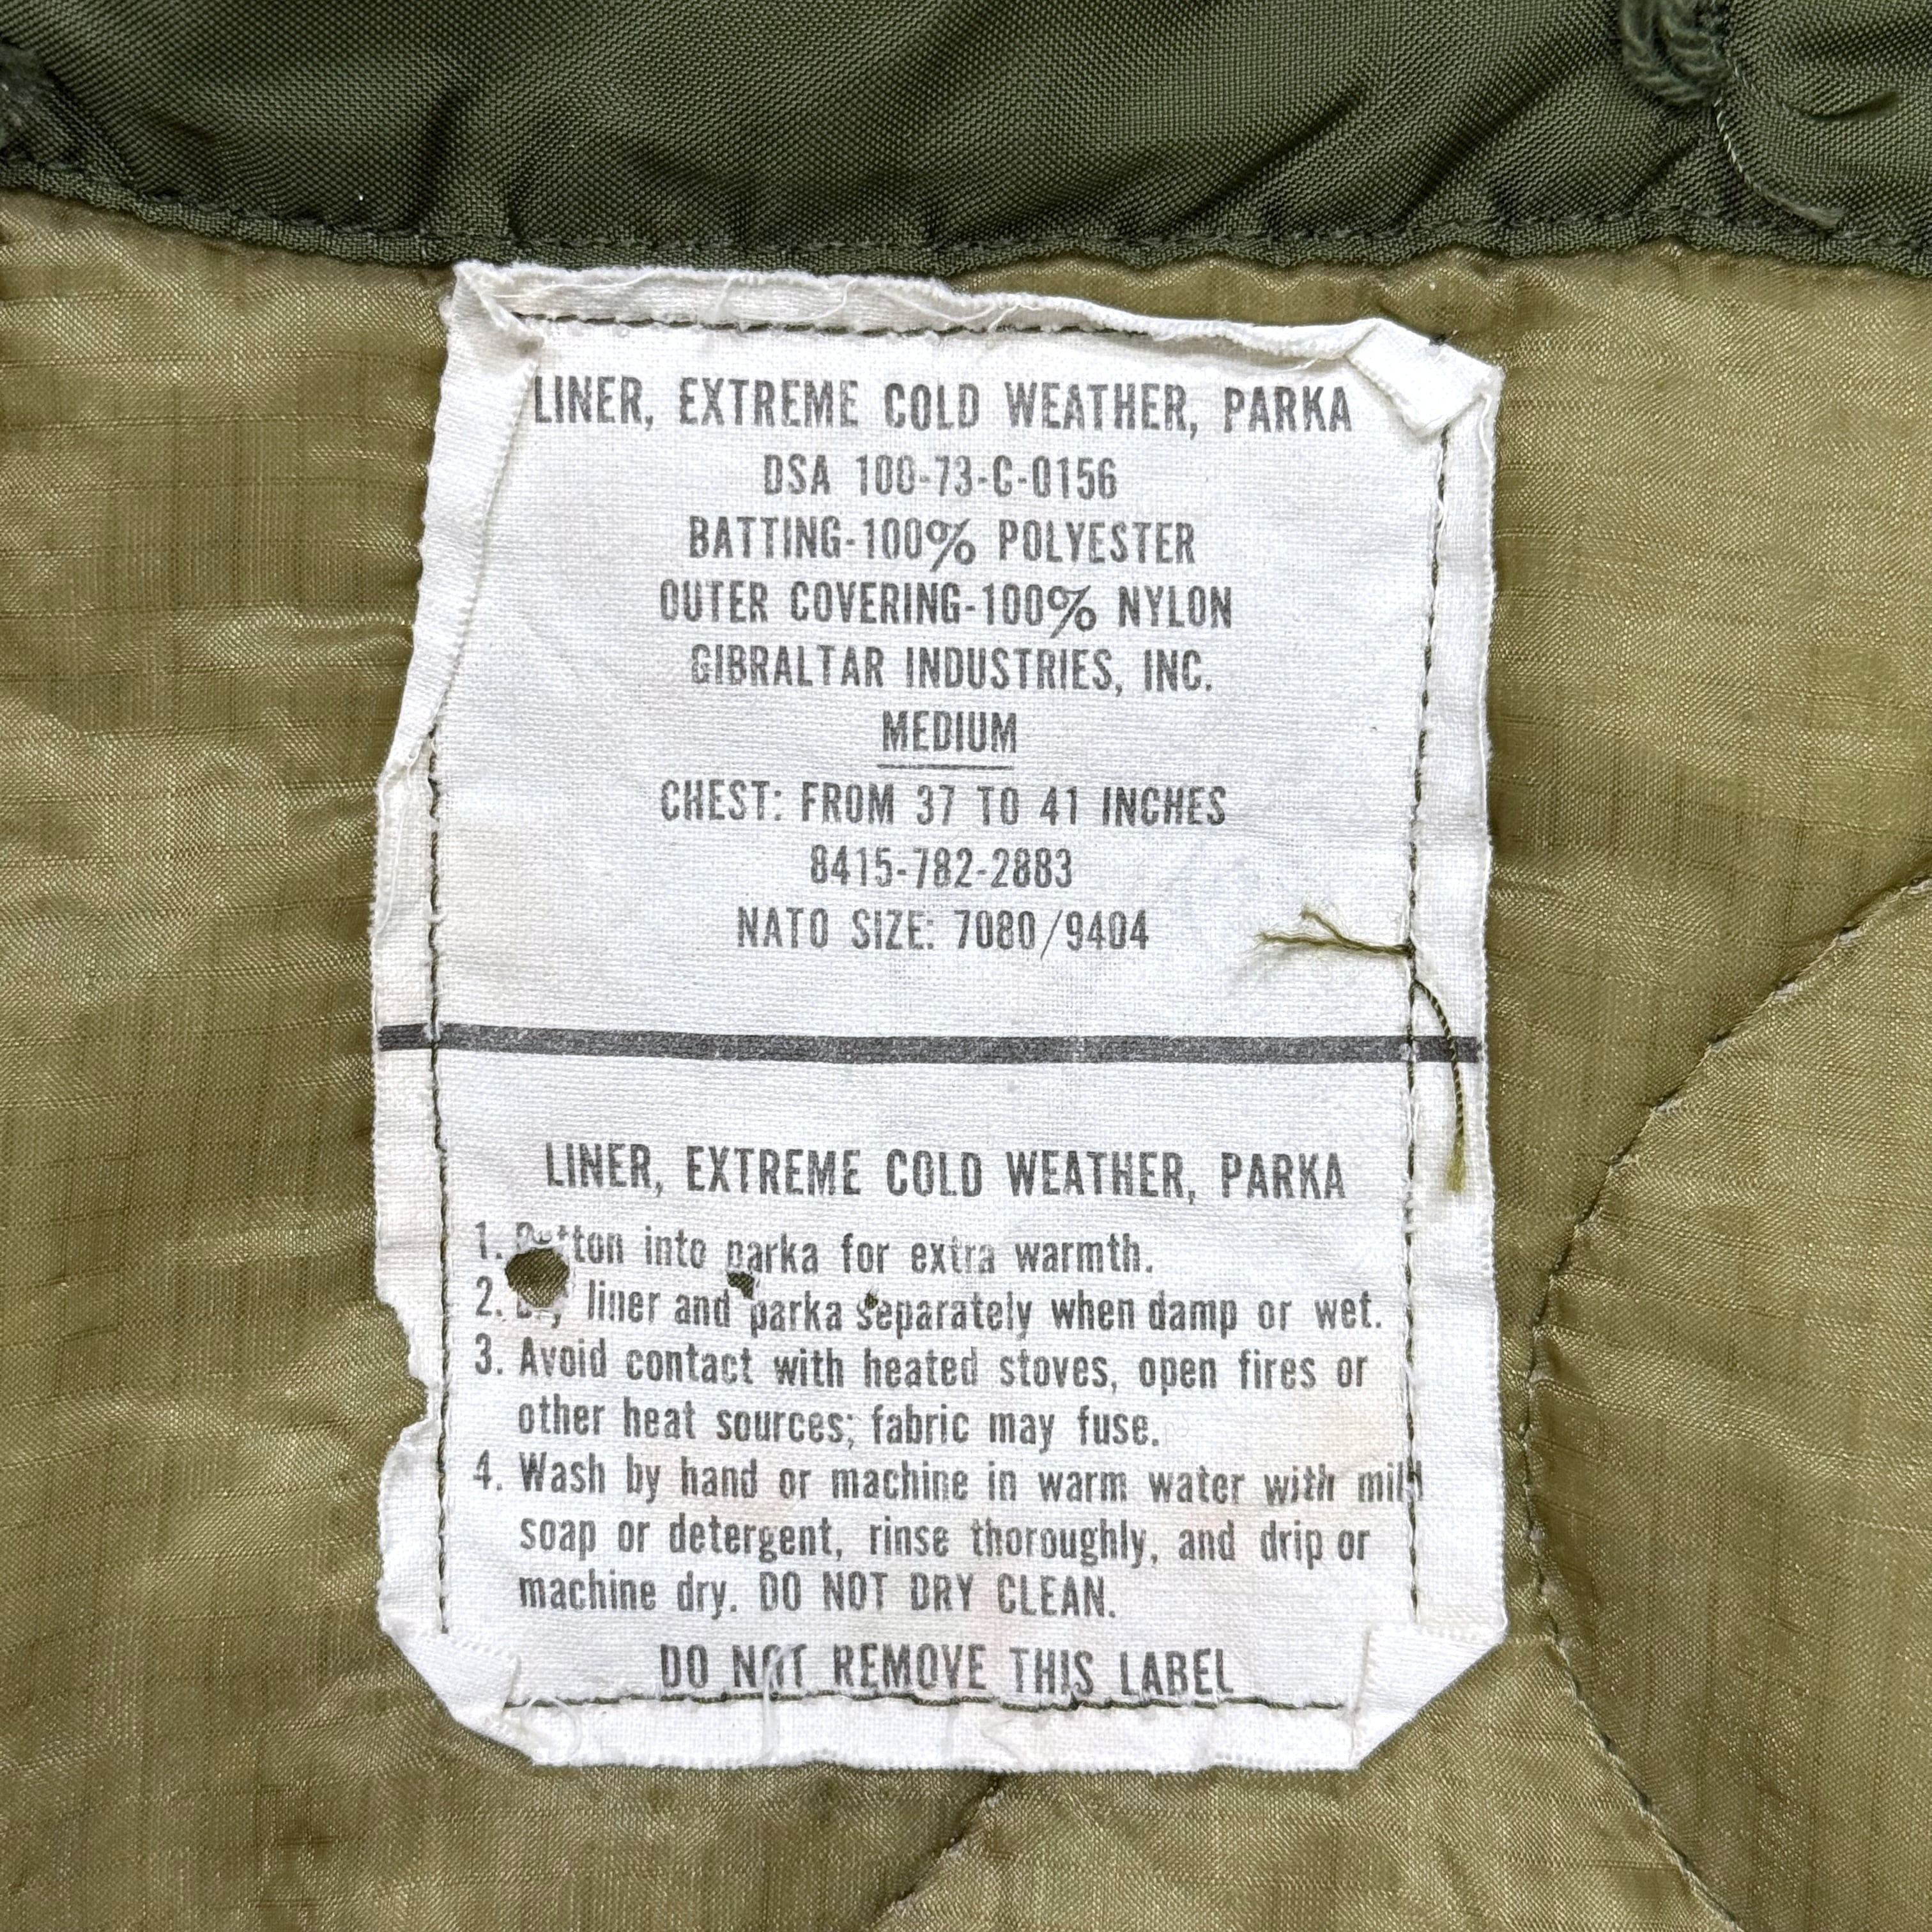 LINER, EXTREME COLD WEATHER, PARKA
DSA 100-73-C-0156
BATTING-100% POLYESTER
OUTER COVERING-100% NYLON
GIBRALTAR INDUSTRIES, INC.
MEDIUM
CHEST: FROM 37 TO 41 INCHES
8415-782-2883
NATO SIZE: 7080/9404
LINER, EXTREME COLD WEATHER, PARKA
1. Button into parka for extra warmth.
2. Dry liner and parka separately when damp or wet.
3. Avoid contact with heated stoves, open fires or
other heat sources; fabric may fuse.
4. Wash by hand or machine in warm water with mild
soap or detergent, rinse thoroughly, and drip or
machine dry. DO NOT DRY CLEAN.
DO NOT REMOVE THIS LABEL